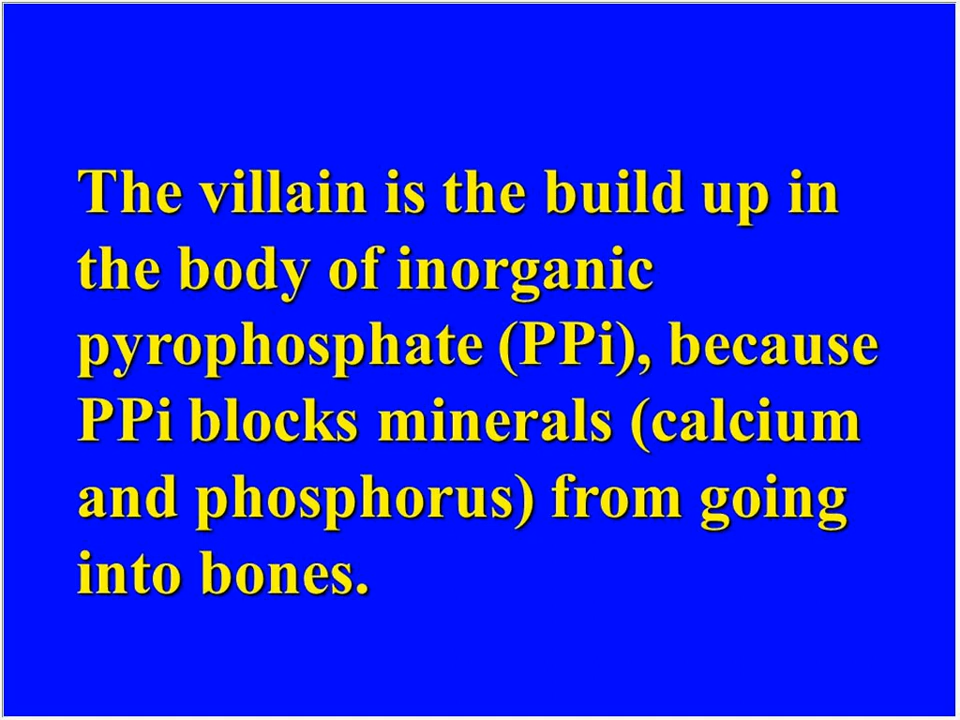 The villain is the build up in
the body of inorganic
pyrophosphate (PPi), because
PPi blocks minerals (calcium
and phosphorus) from going
into bones.